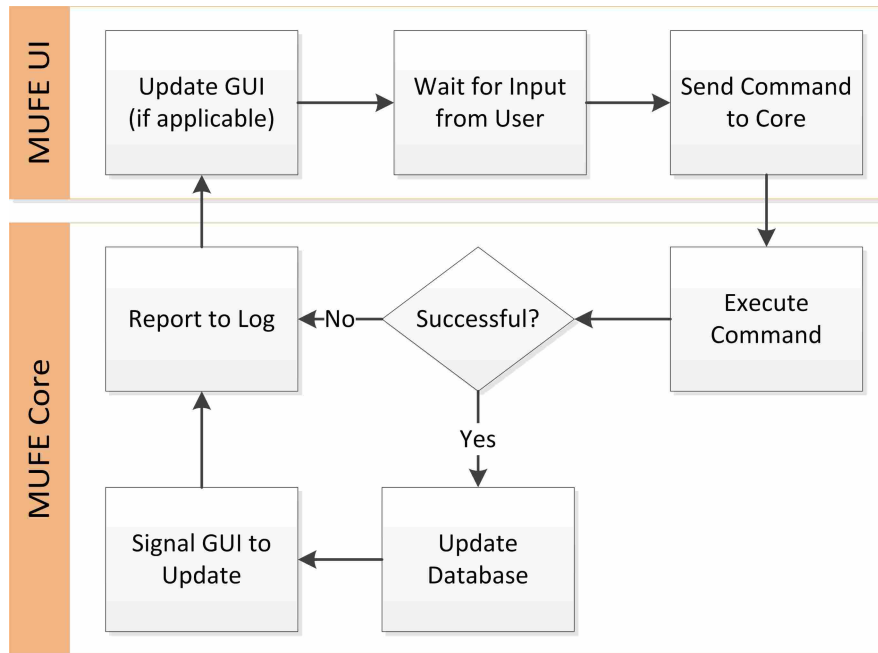 MUFE UI
Update GUI
(if applicable)
Wait for Input
from User
Send Command
to Core
MUFE Core
Report to Log
No
Successful?
Execute
Command
Yes
Signal GUI to
Update
Update
Database